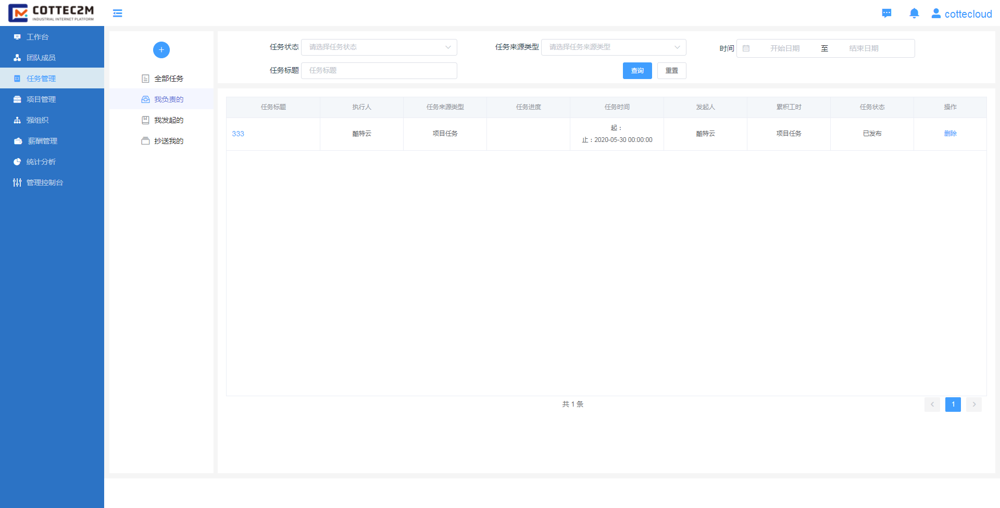 COTTEC2M
INDUSTRIAL INTERNET PLATFORM
cottecloud
工作台
团队成员
任务管理
项目管理
强组织
薪酬管理
统计分析
管理控制台
全部任务
我负责的
我发起的
抄送我的
任务状态 请选择任务状态 任务来源类型 请选择任务来源类型 时间 开始日期 至 结束日期
任务标题 任务标题 查询 重置
任务标题 执行人 任务来源类型 任务进度 任务时间 发起人 累积工时 任务状态 操作
333 酷特云 项目任务 起： 酷特云 项目任务 已发布 删除
止：2020-05-30 00:00:00
共 1 条 1